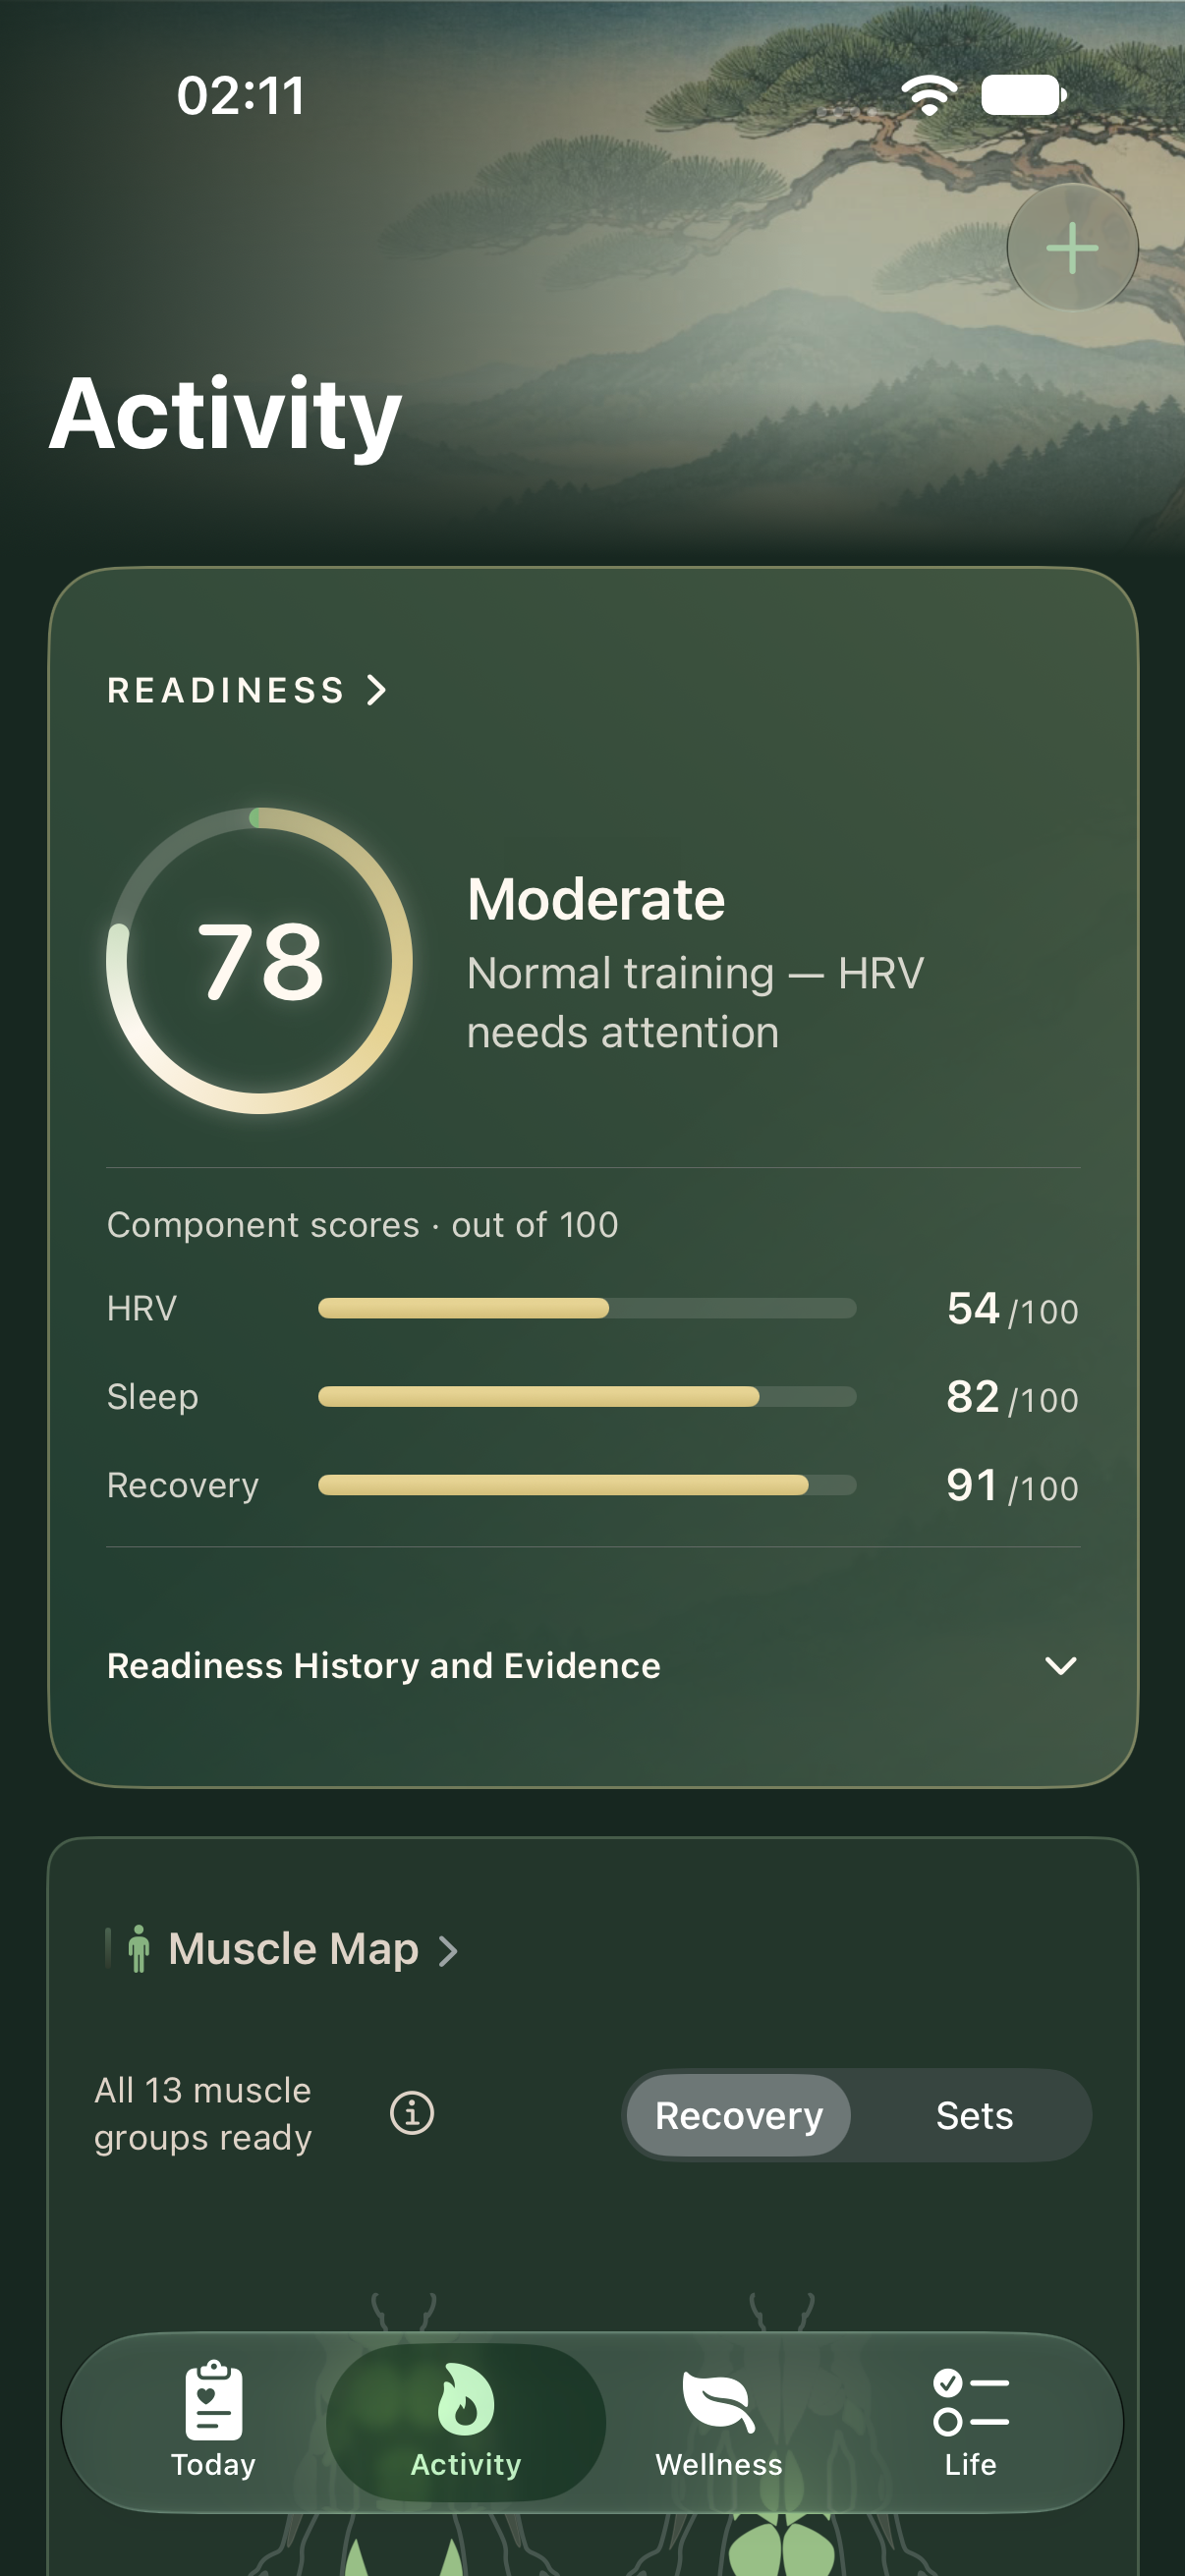 02:11
Activity
READINESS
78
Moderate
Normal training — HRV
needs attention
Component scores · out of 100
HRV 54 /100
Sleep 82 /100
Recovery 91 /100
Readiness History and Evidence
Muscle Map
All 13 muscle
groups ready
Recovery Sets
Today Activity Wellness Life